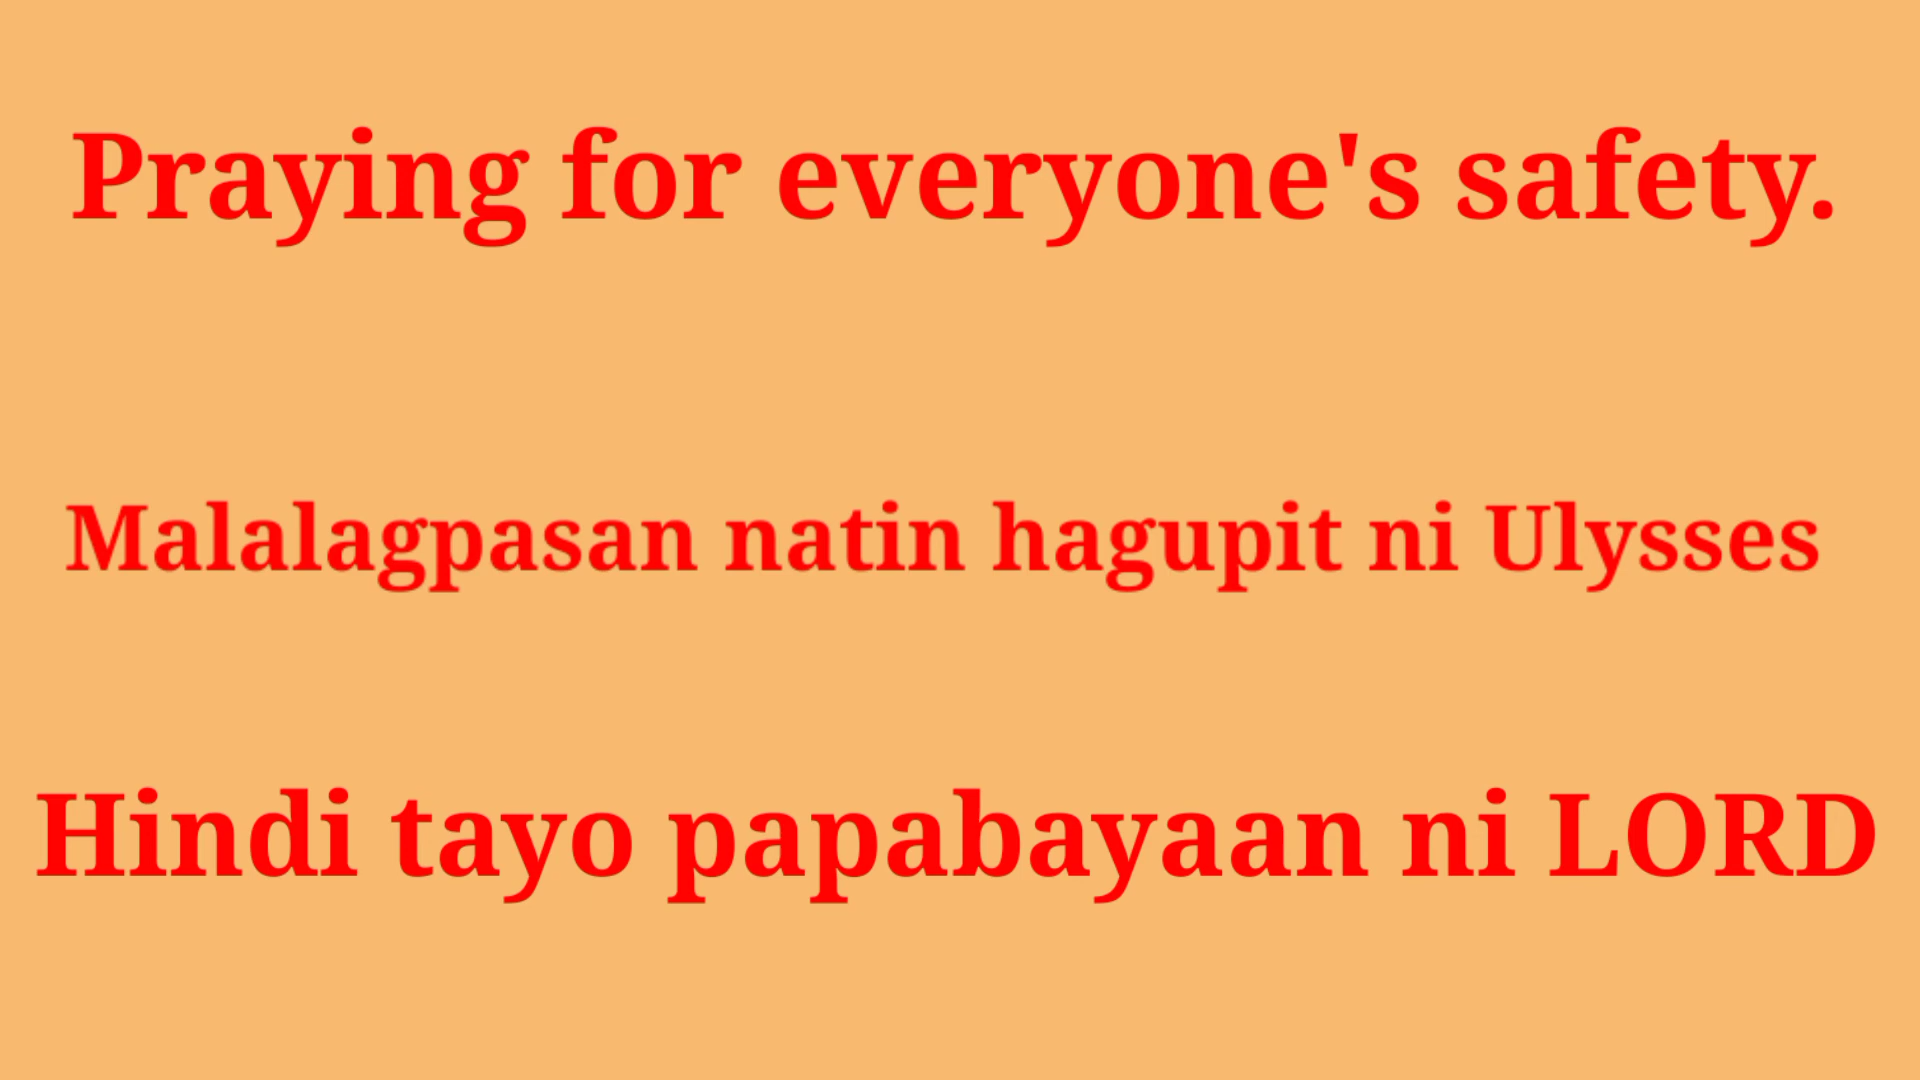 Praying for everyone's safety.
Malalagpasan natin hagupit ni Ulysses
Hindi tayo papabayaan ni LORD